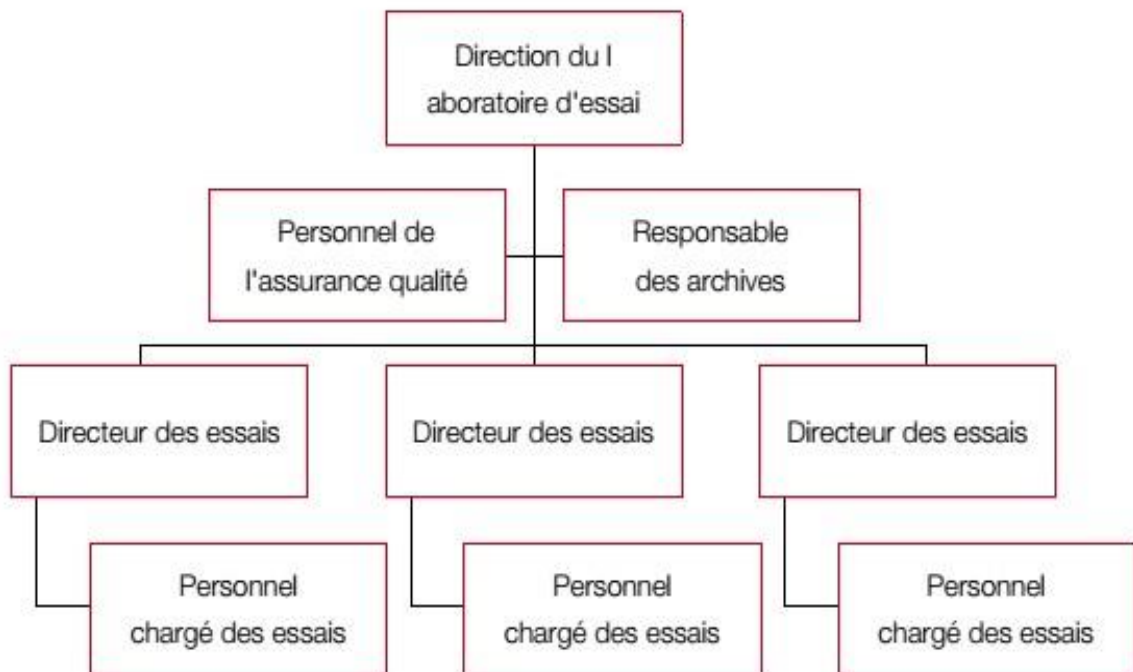 Direction du l
aboratoire d'essai
Personnel de
l'assurance qualité
Responsable
des archives
Directeur des essais
Directeur des essais
Directeur des essais
Personnel
chargé des essais
Personnel
chargé des essais
Personnel
chargé des essais